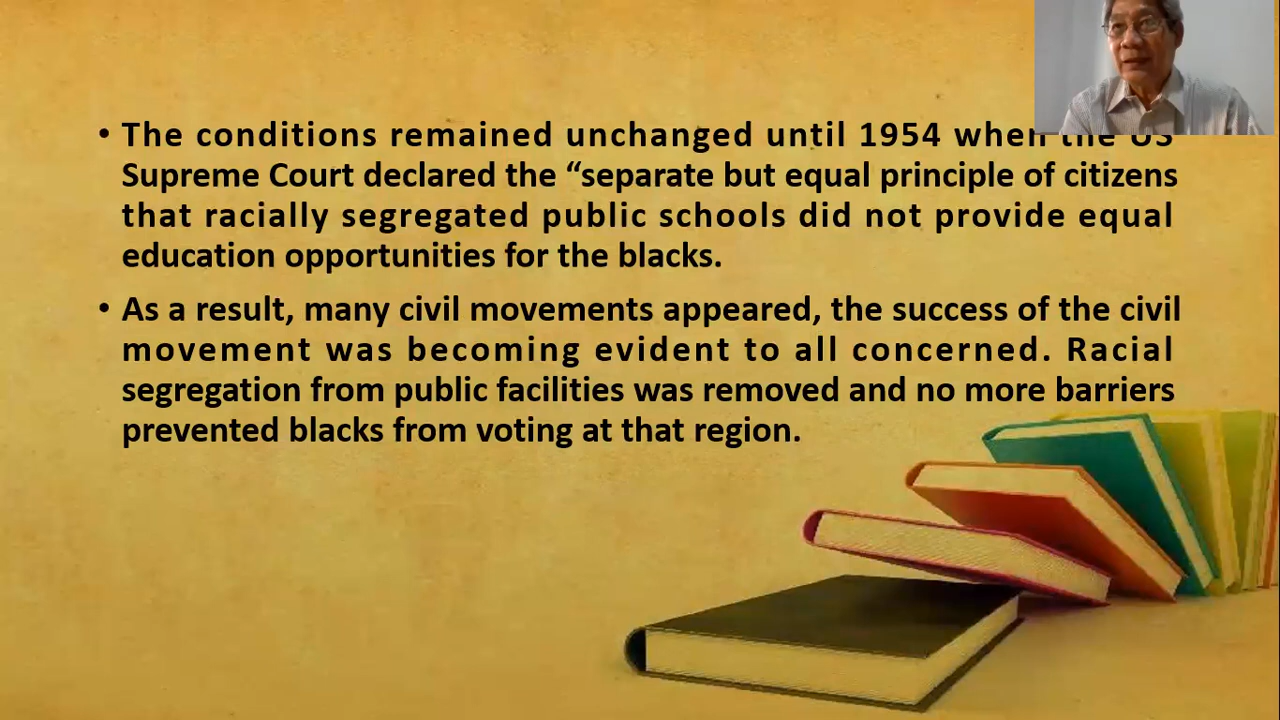 • The conditions remained unchanged until 1954 when the US
Supreme Court declared the “separate but equal principle of citizens
that racially segregated public schools did not provide equal
education opportunities for the blacks.
• As a result, many civil movements appeared, the success of the civil
movement was becoming evident to all concerned. Racial
segregation from public facilities was removed and no more barriers
prevented blacks from voting at that region.